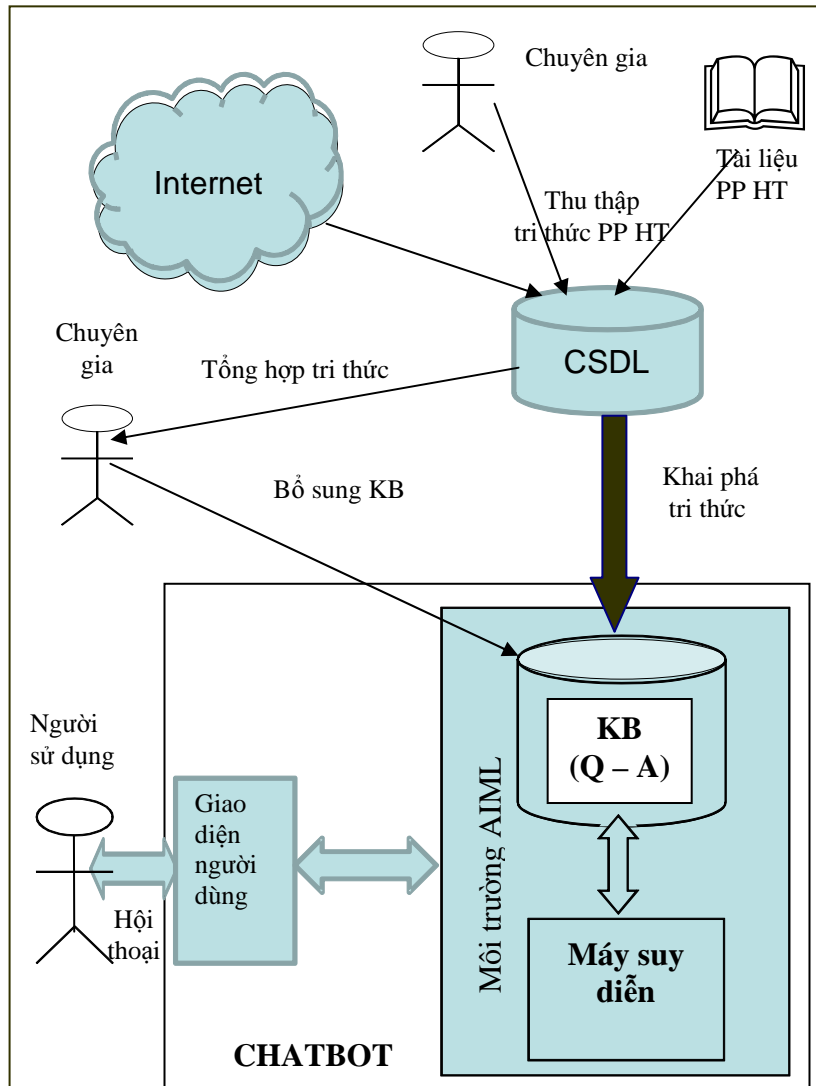 Chuyên gia
Internet
Tài liệu
PP HT
Thu thập
tri thức PP HT
Chuyên
gia
Tổng hợp tri thức
CSDL
Bổ sung KB
Khai phá
tri thức
Người
sử dụng
KB
(Q – A)
Giao
diện
người
dùng
Môi trường AIML
Hội
thoại
Máy suy
diễn
CHATBOT